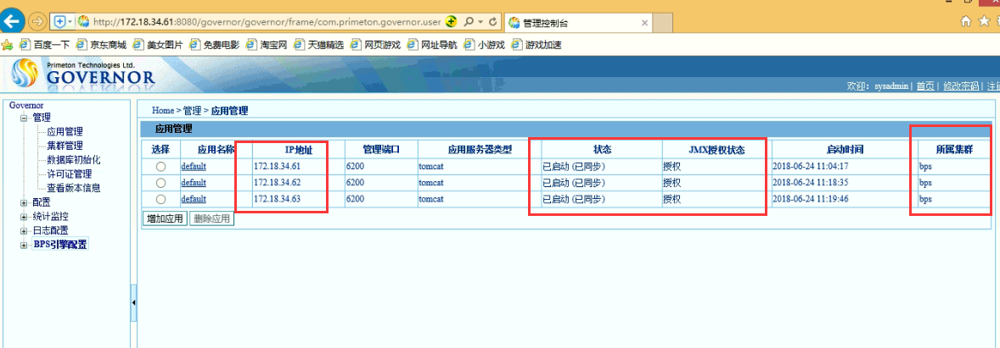 http://172.18.34.61:8080/governor/governor/frame/com.primeton.governor.user
管理控制台
百度一下 京东商城 美女图片 免费电影 淘宝网 天猫精选 网页游戏 网址导航 小游戏 游戏加速
Primeton Technologies Ltd.
GOVERNOR
欢迎: sysadmin | 首页 | 修改密码 |
Governor
管理
应用管理
集群管理
数据库初始化
许可证管理
查看版本信息
配置
统计监控
日志配置
BPS引擎配置
Home > 管理 > 应用管理
应用管理
选择 应用名称 IP地址 管理端口 应用服务器类型 状态 JMX授权状态 启动时间 所属集群
default 172.18.34.61 6200 tomcat 已启动 (已同步) 授权 2018-06-24 11:04:17 bps
default 172.18.34.62 6200 tomcat 已启动 (已同步) 授权 2018-06-24 11:18:35 bps
default 172.18.34.63 6200 tomcat 已启动 (已同步) 授权 2018-06-24 11:19:46 bps
增加应用 删除应用